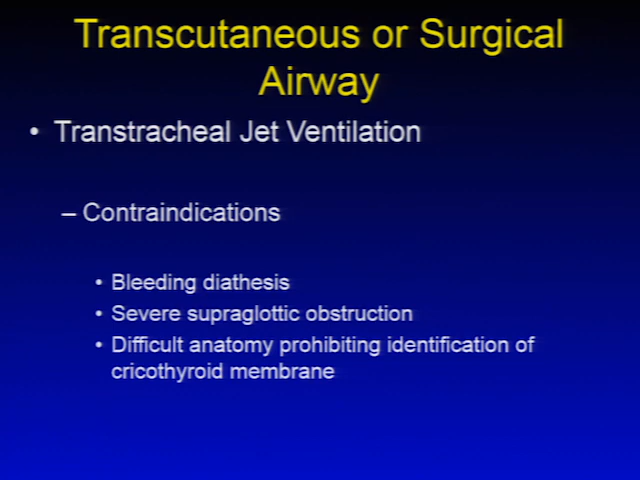 Transcutaneous or Surgical
Airway
• Transtracheal Jet Ventilation
– Contraindications
• Bleeding diathesis
• Severe supraglottic obstruction
• Difficult anatomy prohibiting identification of
cricothyroid membrane